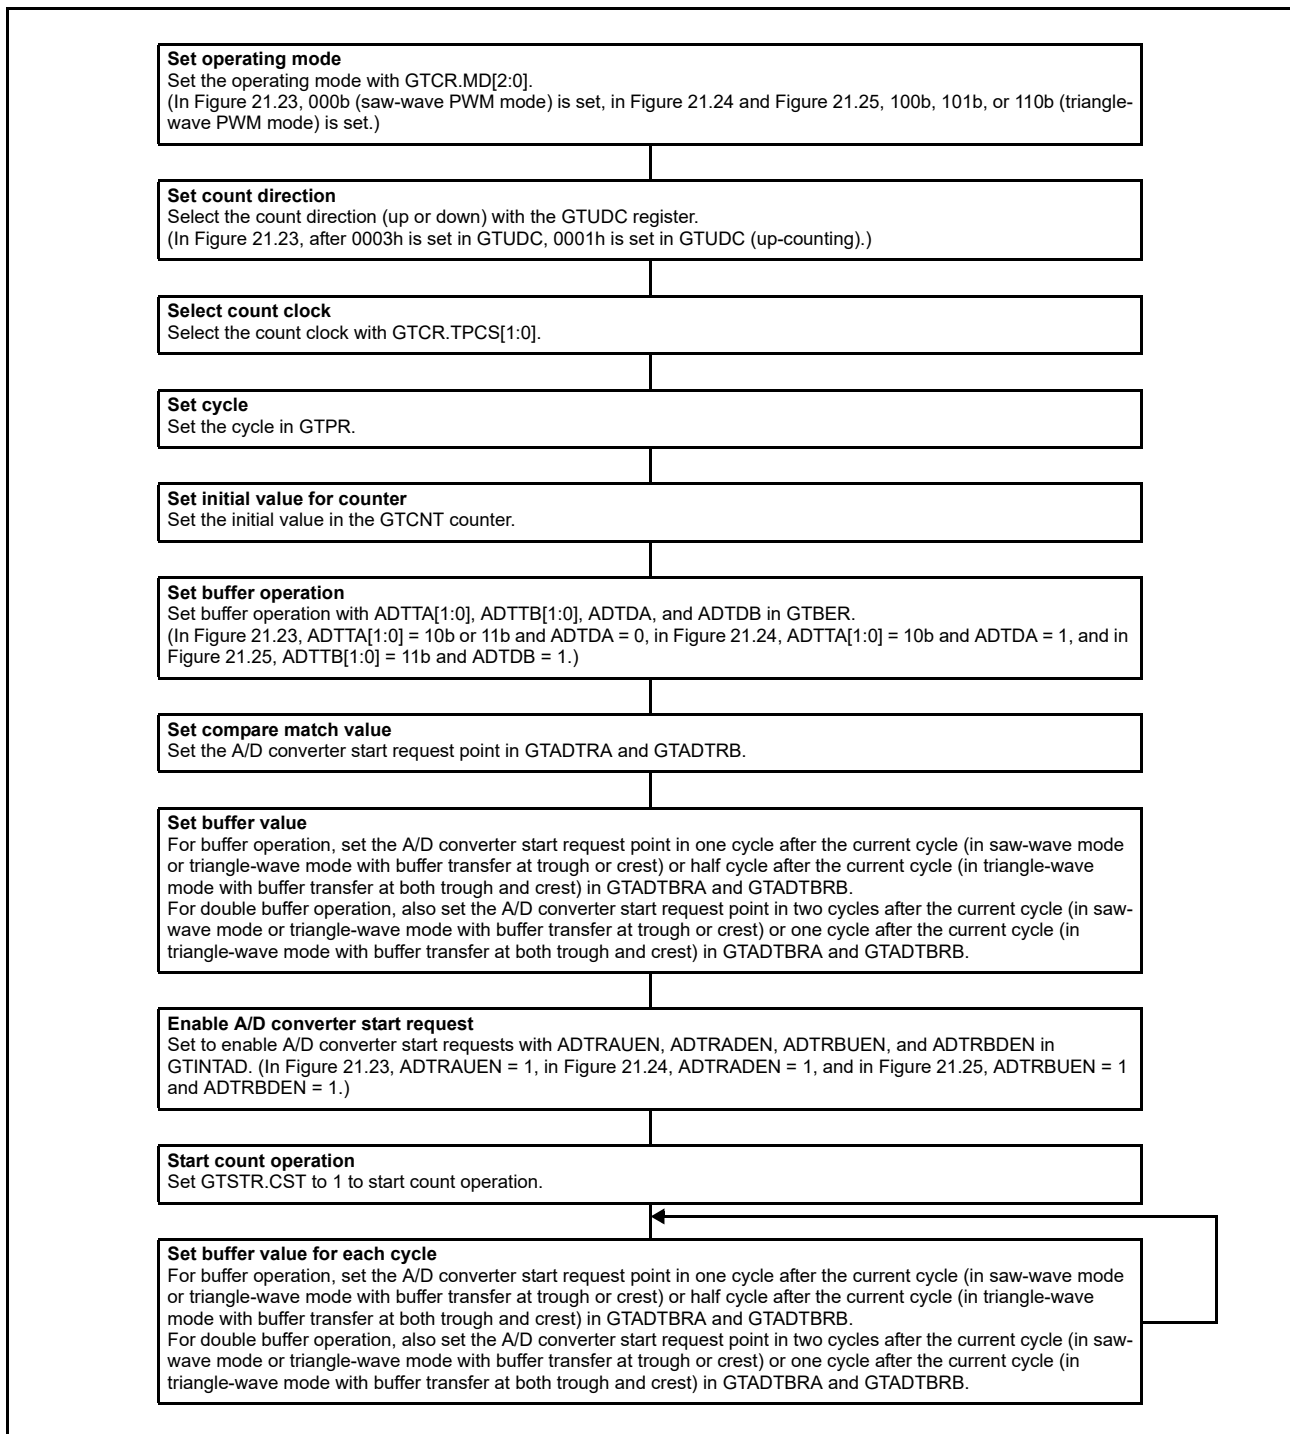 Set operating mode
Set the operating mode with GTCR.MD[2:0].
(In Figure 21.23, 000b (saw-wave PWM mode) is set, in Figure 21.24 and Figure 21.25, 100b, 101b, or 110b (triangle-
wave PWM mode) is set.)
Set count direction
Select the count direction (up or down) with the GTUDC register.
(In Figure 21.23, after 0003h is set in GTUDC, 0001h is set in GTUDC (up-counting).)
Select count clock
Select the count clock with GTCR.TPCS[1:0].
Set cycle
Set the cycle in GTPR.
Set initial value for counter
Set the initial value in the GTCNT counter.
Set buffer operation
Set buffer operation with ADTTA[1:0], ADTTB[1:0], ADTDA, and ADTDB in GTBER.
(In Figure 21.23, ADTTA[1:0] = 10b or 11b and ADTDA = 0, in Figure 21.24, ADTTA[1:0] = 10b and ADTDA = 1, and in
Figure 21.25, ADTTB[1:0] = 11b and ADTDB = 1.)
Set compare match value
Set the A/D converter start request point in GTADTRA and GTADTRB.
Set buffer value
For buffer operation, set the A/D converter start request point in one cycle after the current cycle (in saw-wave mode
or triangle-wave mode with buffer transfer at trough or crest) or half cycle after the current cycle (in triangle-wave
mode with buffer transfer at both trough and crest) in GTADTBRA and GTADTBRB.
For double buffer operation, also set the A/D converter start request point in two cycles after the current cycle (in saw-
wave mode or triangle-wave mode with buffer transfer at trough or crest) or one cycle after the current cycle (in
triangle-wave mode with buffer transfer at both trough and crest) in GTADTBRA and GTADTBRB.
Enable A/D converter start request
Set to enable A/D converter start requests with ADTRAUEN, ADTRADEN, ADTRBUEN, and ADTRBDEN in
GTINTAD. (In Figure 21.23, ADTRAUEN = 1, in Figure 21.24, ADTRADEN = 1, and in Figure 21.25, ADTRBUEN = 1
and ADTRBDEN = 1.)
Start count operation
Set GTSTR.CST to 1 to start count operation.
Set buffer value for each cycle
For buffer operation, set the A/D converter start request point in one cycle after the current cycle (in saw-wave mode
or triangle-wave mode with buffer transfer at trough or crest) or half cycle after the current cycle (in triangle-wave
mode with buffer transfer at both trough and crest) in GTADTBRA and GTADTBRB.
For double buffer operation, also set the A/D converter start request point in two cycles after the current cycle (in saw-
wave mode or triangle-wave mode with buffer transfer at trough or crest) or one cycle after the current cycle (in
triangle-wave mode with buffer transfer at both trough and crest) in GTADTBRA and GTADTBRB.